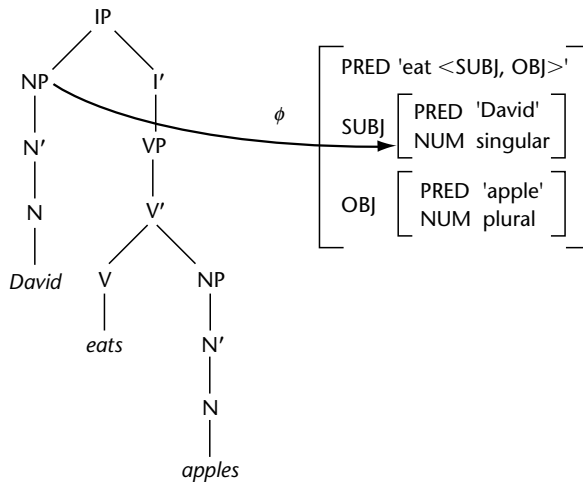 IP
NP
I'
ϕ
PRED 'eat <SUBJ, OBJ>'
SUBJ
PRED 'David'
NUM singular
N'
VP
N
V'
OBJ
PRED 'apple'
NUM plural
David
V
NP
eats
N'
N
apples